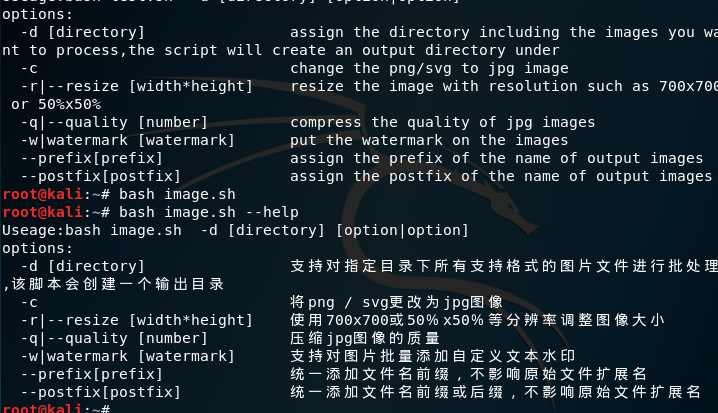 Useage:bash test.sh  -d [directory] [option|option]
options:
  -d [directory]                assign the directory including the images you wa
nt to process,the script will create an output directory under
  -c                            change the png/svg to jpg image
  -r|--resize [width*height]    resize the image with resolution such as 700x700
 or 50%x50%
  -q|--quality [number]         compress the quality of jpg images
  -w|watermark [watermark]      put the watermark on the images
  --prefix[prefix]              assign the prefix of the name of output images
  --postfix[postfix]            assign the postfix of the name of output images
root@kali:~# bash image.sh
root@kali:~# bash image.sh --help
Useage:bash image.sh  -d [directory] [option|option]
options:
  -d [directory]                支持对指定目录下所有支持格式的图片文件进行批处理
,该脚本会创建一个输出目录
  -c                            将png / svg更改为jpg图像
  -r|--resize [width*height]    使用700x700或50％x50％等分辨率调整图像大小
  -q|--quality [number]         压缩jpg图像的质量
  -w|watermark [watermark]      支持对图片批量添加自定义文本水印
  --prefix[prefix]              统一添加文件名前缀，不影响原始文件扩展名
  --postfix[postfix]            统一添加文件名前缀或后缀，不影响原始文件扩展名
root@kali:~#